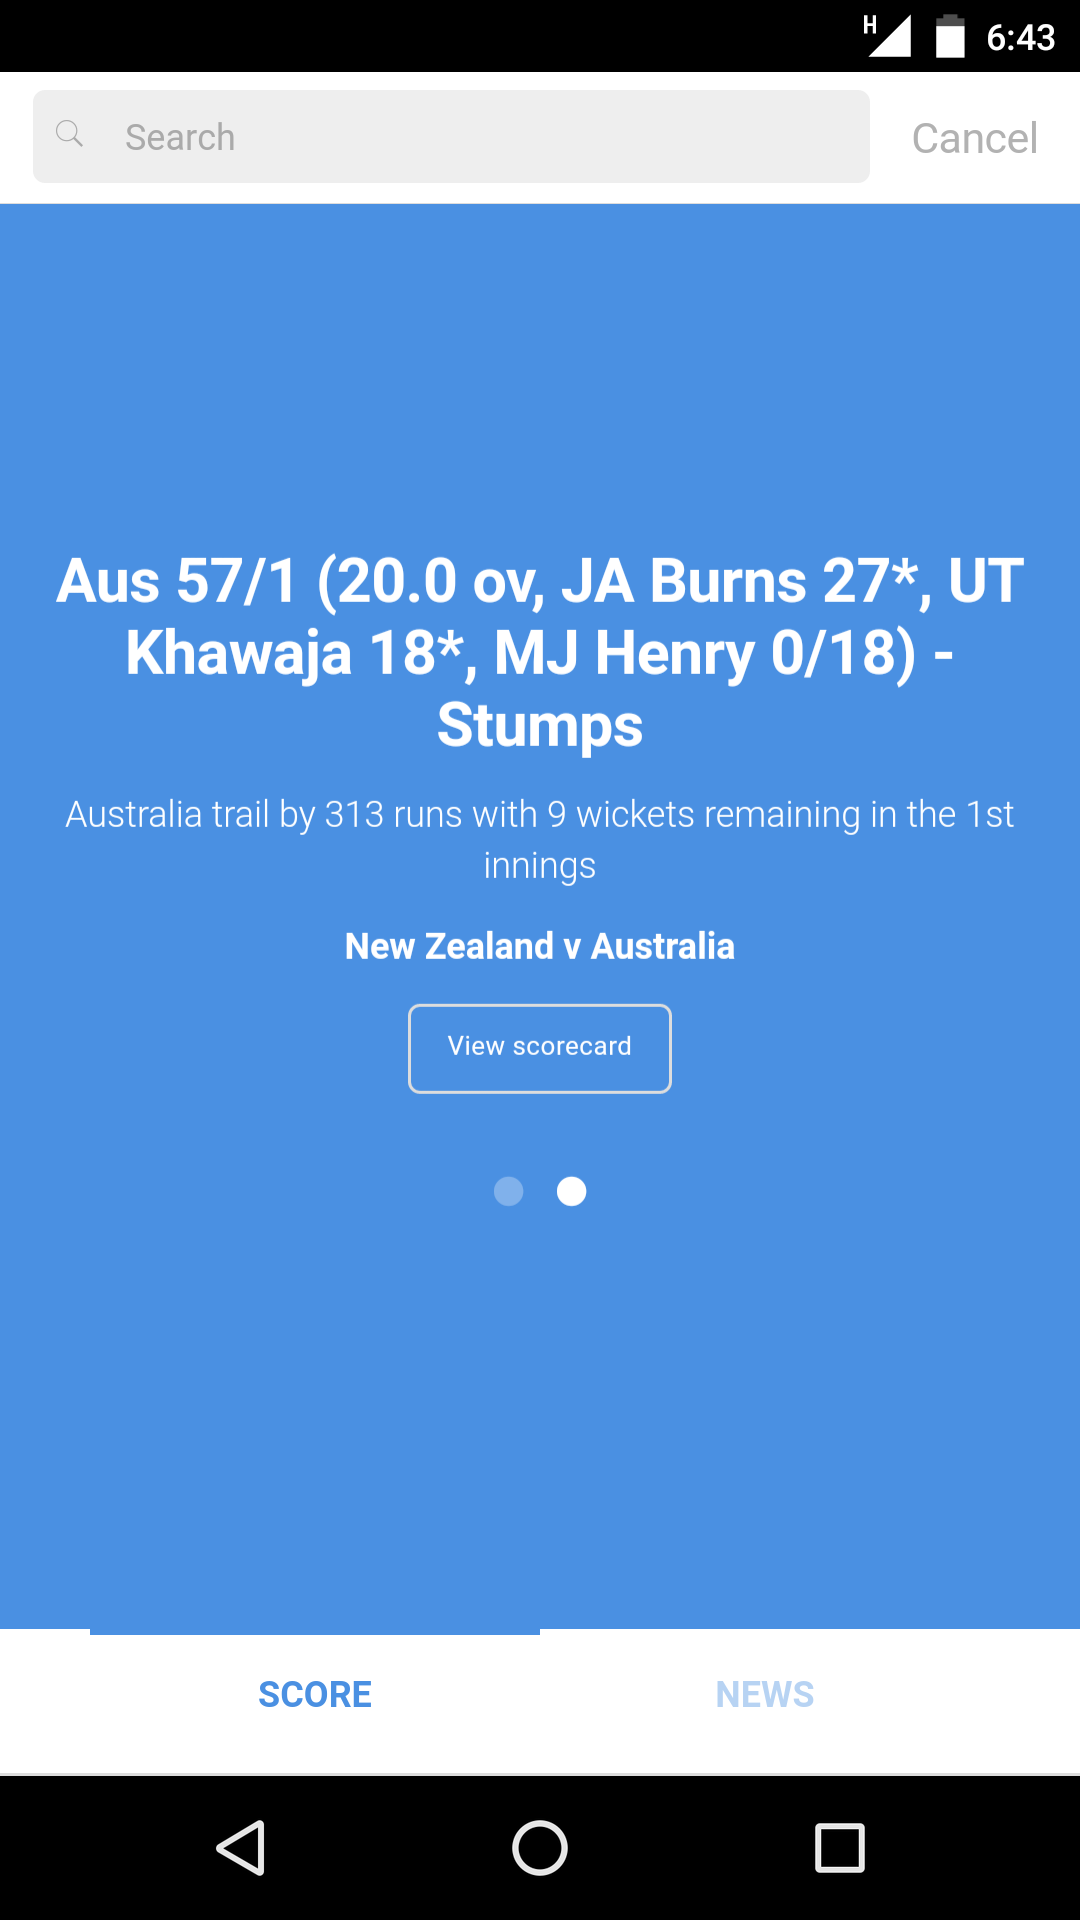 H 6:43
Search
Cancel
Aus 57/1 (20.0 ov, JA Burns 27*, UT
Khawaja 18*, MJ Henry 0/18) -
Stumps
Australia trail by 313 runs with 9 wickets remaining in the 1st
innings
New Zealand v Australia
View scorecard
SCORE
NEWS